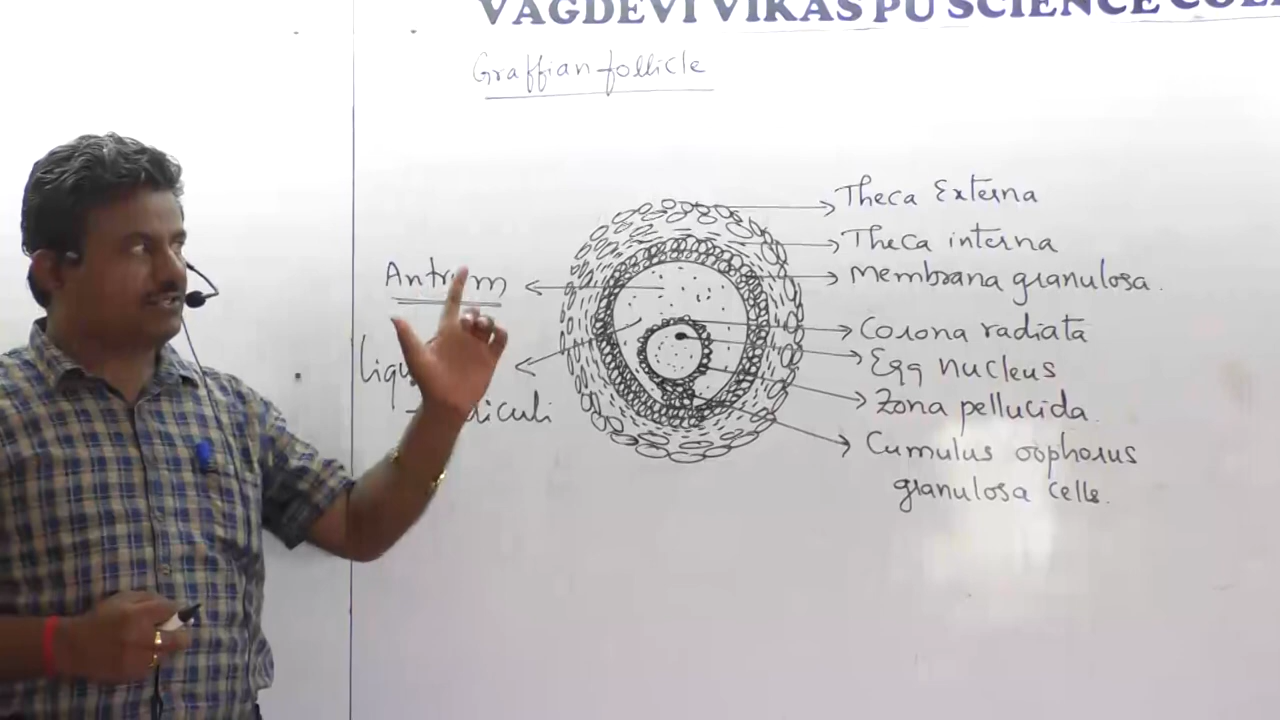 VAGDEVI VIKAS PU SCIENCE
Graffian follicle
Theca Externa
Theca interna
Membrana granulosa.
Antrum
Corona radiata
Egg nucleus
Zona pellucida.
Cumulus oophorus
granulosa cells.